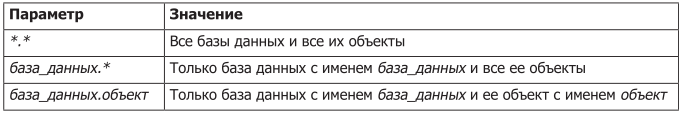 Параметр Значение
*.* Все базы данных и все их объекты
база_данных.* Только база данных с именем база_данных и все ее объекты
база_данных.объект Только база данных с именем база_данных и ее объект с именем объект